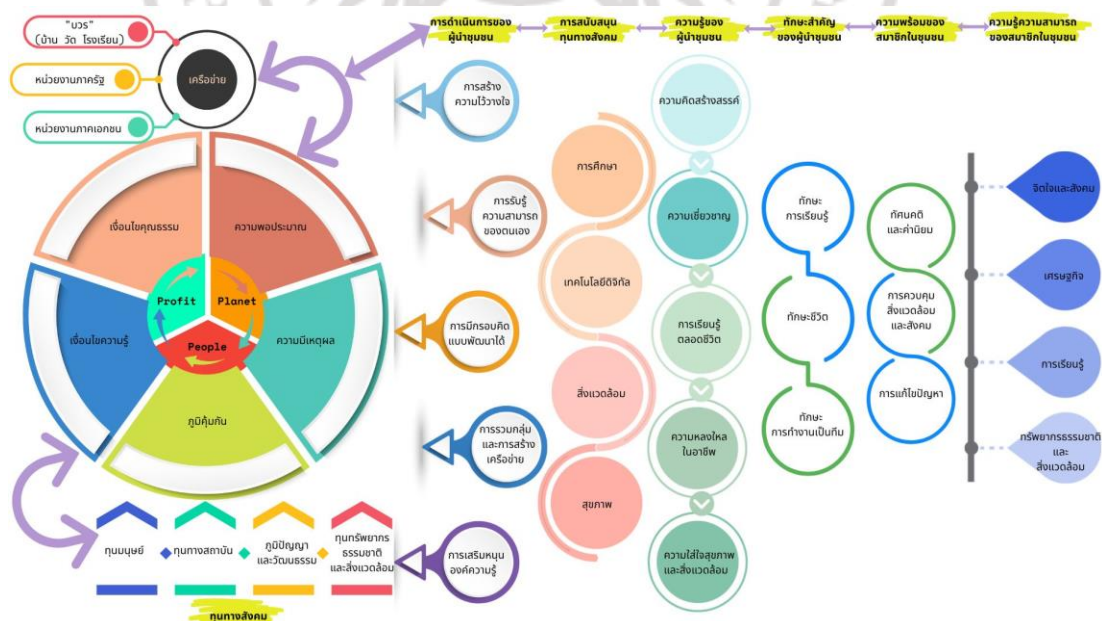 "บวร"
(บ้าน วัด โรงเรียน)
หน่วยงานภาครัฐ
หน่วยงานภาคเอกชน
เครือข่าย
เงื่อนไขคุณธรรม
ความพอประมาณ
เงื่อนไขความรู้
ความมีเหตุผล
ภูมิคุ้มกัน
Profit
Planet
People
ทุนมนุษย์
ทุนทางสถาบัน
ภูมิปัญญา
และวัฒนธรรม
ทุนทรัพยากร
ธรรมชาติ
และสิ่งแวดล้อม
ทุนทางสังคม
การดำเนินการของ
ผู้นำชุมชน
การสร้าง
ความไว้วางใจ
การรับรู้
ความสามารถ
ของตนเอง
การมีกรอบคิด
แบบพัฒนาได้
การรวมกลุ่ม
และการสร้าง
เครือข่าย
การเสริมหนุน
องค์ความรู้
การสนับสนุน
ทุนทางสังคม
การศึกษา
เทคโนโลยีดิจิทัล
สิ่งแวดล้อม
สุขภาพ
ความรู้ของ
ผู้นำชุมชน
ความคิดสร้างสรรค์
ความเชี่ยวชาญ
การเรียนรู้
ตลอดชีวิต
ความหลงใหล
ในอาชีพ
ความใส่ใจสุขภาพ
และสิ่งแวดล้อม
ทักษะสำคัญ
ของผู้นำชุมชน
ทักษะ
การเรียนรู้
ทักษะชีวิต
ทักษะ
การทำงานเป็นทีม
ความพร้อมของ
สมาชิกในชุมชน
ทัศนคติ
และค่านิยม
การควบคุม
สิ่งแวดล้อม
และสังคม
การแก้ไขปัญหา
ความรู้ความสามารถ
ของสมาชิกในชุมชน
จิตใจและสังคม
เศรษฐกิจ
การเรียนรู้
ทรัพยากรธรรมชาติ
และ
สิ่งแวดล้อม